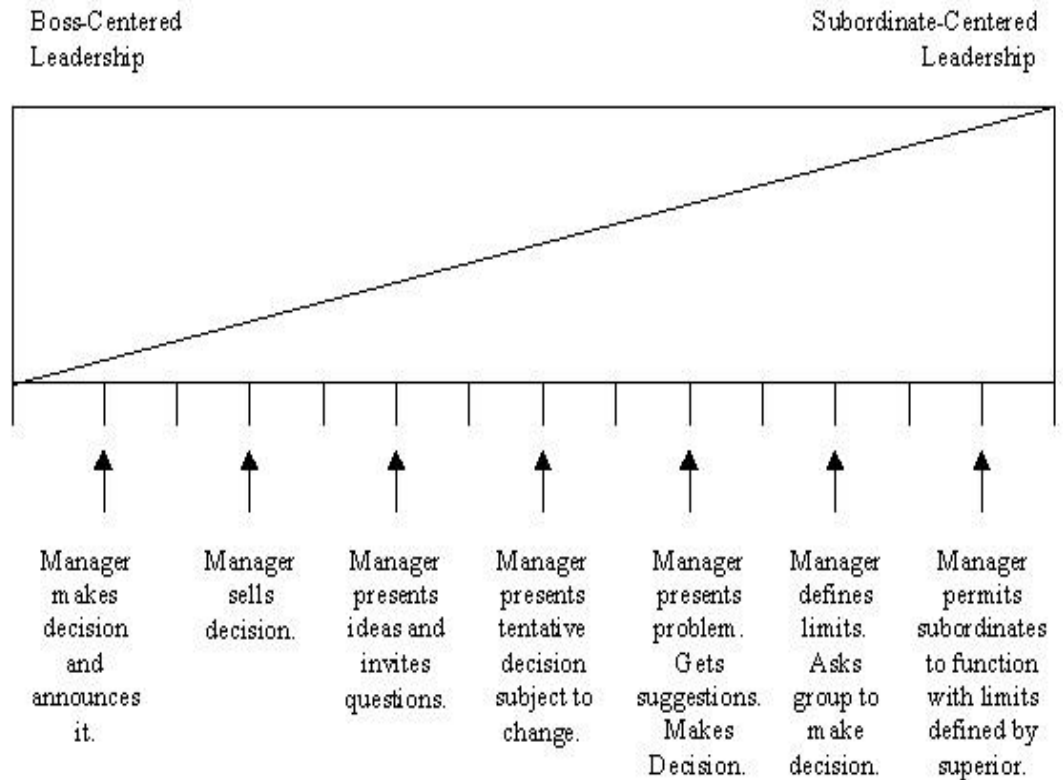 Boss-Centered
Leadership
Subordinate-Centered
Leadership
Manager
makes
decision
and
announces
it.
Manager
sells
decision.
Manager
presents
ideas and
invites
questions.
Manager
presents
tentative
decision
subject to
change.
Manager
presents
problem.
Gets
suggestions.
Makes
Decision.
Manager
defines
limits.
Asks
group to
make
decision.
Manager
permits
subordinates
to function
with limits
defined by
superior.